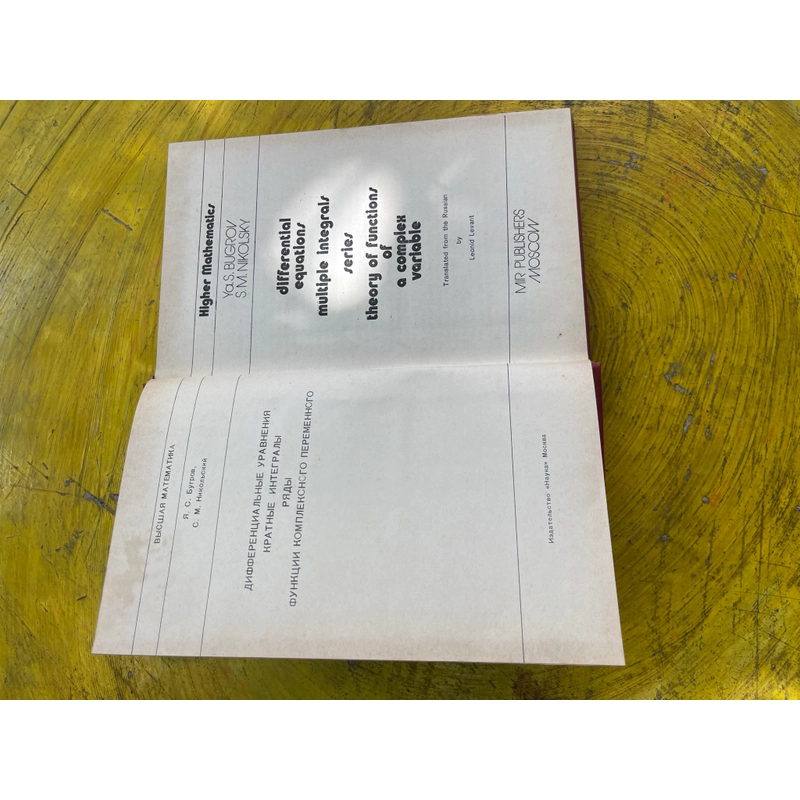 ВЫСШАЯ МАТЕМАТИКА
Я. С. Бугров,
С. М. Никольский
ДИФФЕРЕНЦИАЛЬНЫЕ УРАВНЕНИЯ
КРАТНЫЕ ИНТЕГРАЛЫ
РЯДЫ
ФУНКЦИИ КОМПЛЕКСНОГО ПЕРЕМЕННОГО
Издательство «Наука» Москва
Higher Mathematics
Ya. S. BUGROV
S. M. NIKOLSKY
differential
equations
multiple integrals
series
theory of functions
of
a complex
variable
Translated from the Russian
by
Leonid Levant
MIR PUBLISHERS
MOSCOW